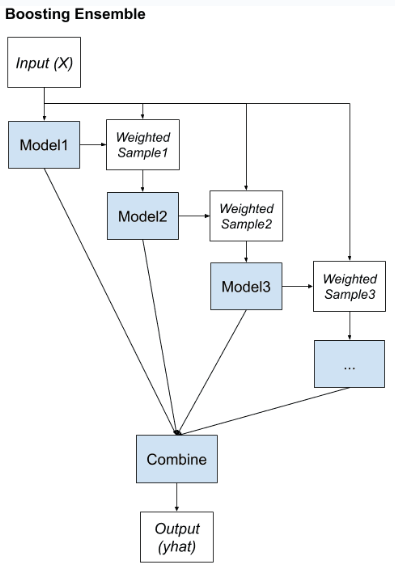 Boosting Ensemble
Input (X)
Model1
Weighted
Sample1
Model2
Weighted
Sample2
Model3
Weighted
Sample3
...
Combine
Output
(yhat)